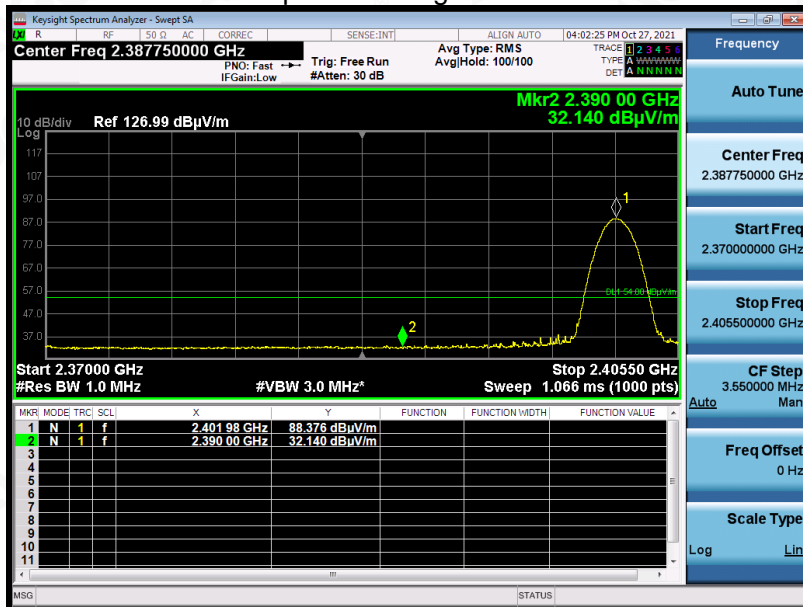 Keysight Spectrum Analyzer - Swept SA
LXI R RF 50 Ω AC CORREC SENSE:INT ALIGN AUTO 04:02:25 PM Oct 27, 2021
Center Freq 2.387750000 GHz
PNO: Fast
IFGain:Low
Trig: Free Run
#Atten: 30 dB
Avg Type: RMS
Avg|Hold: 100/100
TRACE 1 2 3 4 5 6
TYPE A WWWWW
DET A N N N N N
Mkr2 2.390 00 GHz
32.140 dBµV/m
10 dB/div Ref 126.99 dBµV/m
Log
117
107
97.0
87.0
77.0
67.0
57.0
47.0
37.0
1
2
DL1 54.00 dBµV/m
Start 2.37000 GHz Stop 2.40550 GHz
#Res BW 1.0 MHz #VBW 3.0 MHz* Sweep 1.066 ms (1000 pts)
MKR MODE TRC SCL X Y FUNCTION FUNCTION WIDTH FUNCTION VALUE
1 N 1 f 2.401 98 GHz 88.376 dBµV/m
2 N 1 f 2.390 00 GHz 32.140 dBµV/m
3
4
5
6
7
8
9
10
11
MSG STATUS
Frequency
Auto Tune
Center Freq
2.387750000 GHz
Start Freq
2.370000000 GHz
Stop Freq
2.405500000 GHz
CF Step
3.550000 MHz
Auto Man
Freq Offset
0 Hz
Scale Type
Log Lin